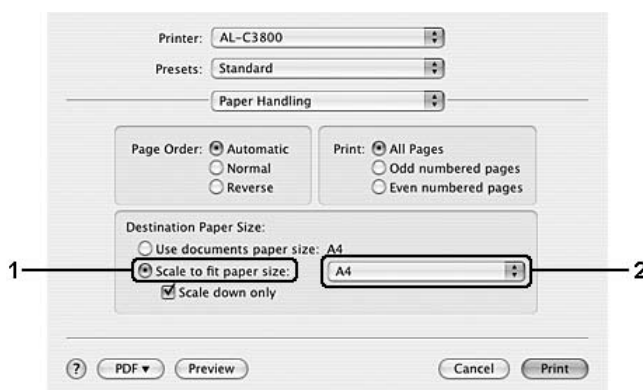 Printer: AL-C3800
Presets: Standard
Paper Handling
Page Order: Automatic Print: All Pages
Normal Odd numbered pages
Reverse Even numbered pages
Destination Paper Size:
Use documents paper size: A4
1 Scale to fit paper size: A4 2
Scale down only
? PDF ▼ Preview Cancel Print